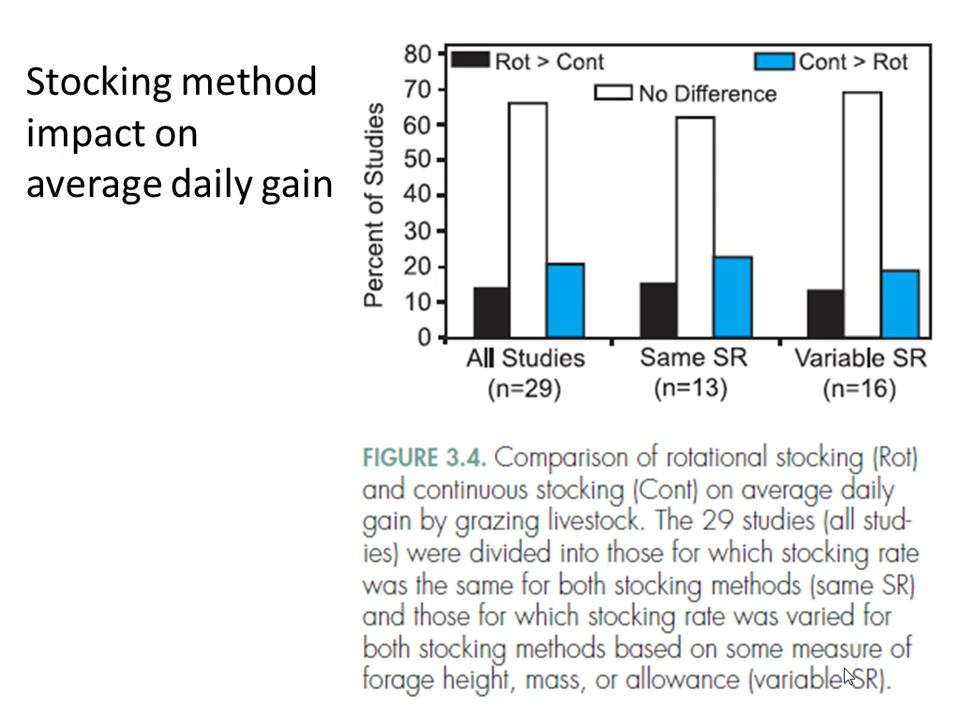 Stocking method
impact on
average daily gain
Percent of Studies
80
70
60
50
40
30
20
10
0
Rot > Cont
Cont > Rot
No Difference
All Studies
(n=29)
Same SR
(n=13)
Variable SR
(n=16)
FIGURE 3.4. Comparison of rotational stocking (Rot)
and continuous stocking (Cont) on average daily
gain by grazing livestock. The 29 studies (all stud-
ies) were divided into those for which stocking rate
was the same for both stocking methods (same SR)
and those for which stocking rate was varied for
both stocking methods based on some measure of
forage height, mass, or allowance (variable SR).